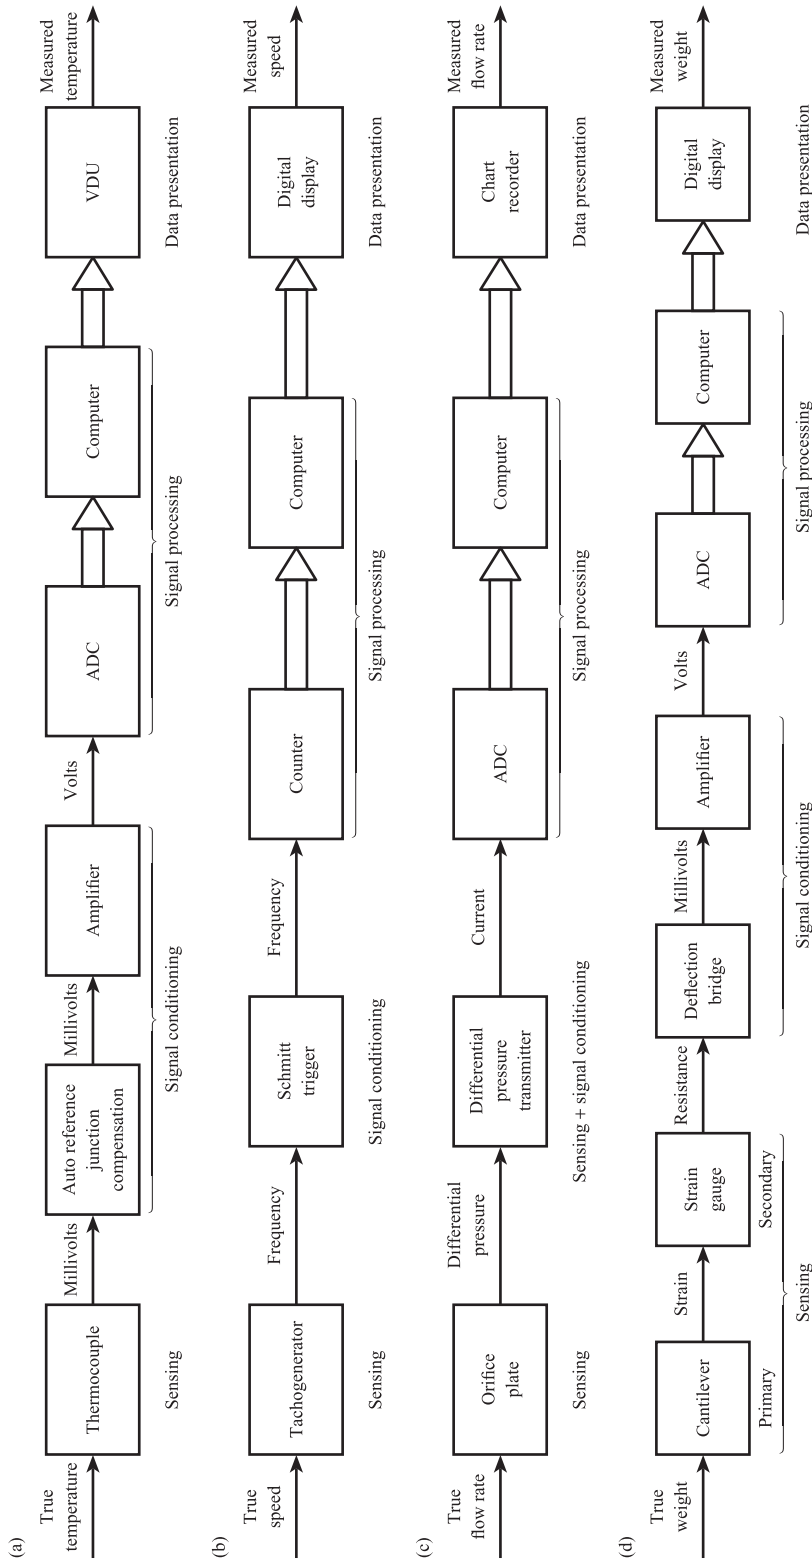 (a)
True
temperature
Thermocouple
Sensing
Millivolts
Auto reference
junction
compensation
Millivolts
Amplifier
Signal conditioning
Volts
ADC
Computer
Signal processing
VDU
Data presentation
Measured
temperature
(b)
True
speed
Tachogenerator
Sensing
Frequency
Schmitt
trigger
Signal conditioning
Frequency
Counter
Computer
Signal processing
Digital
display
Data presentation
Measured
speed
(c)
True
flow rate
Orifice
plate
Sensing
Differential
pressure
Differential
pressure
transmitter
Sensing + signal conditioning
Current
ADC
Computer
Signal processing
Chart
recorder
Data presentation
Measured
flow rate
(d)
True
weight
Cantilever
Primary
Strain
Strain
gauge
Secondary
Sensing
Resistance
Deflection
bridge
Millivolts
Amplifier
Signal conditioning
Volts
ADC
Computer
Signal processing
Digital
display
Data presentation
Measured
weight